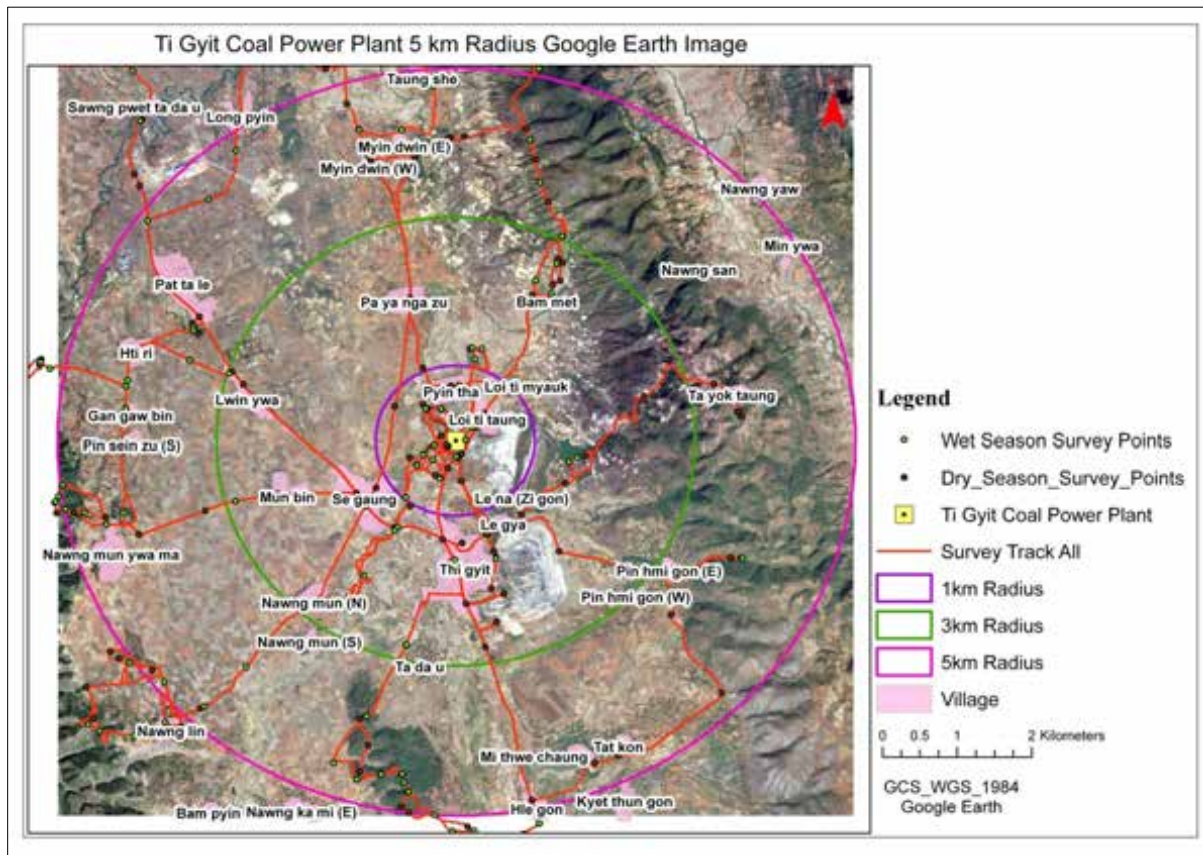 Ti Gyit Coal Power Plant 5 km Radius Google Earth Image
Taung sho
Sawng pwet ta da u
Long pyin
Myin dwin (E)
Myin dwin (W)
Nawng yaw
Min ywa
Nawng san
Pat ta le
Pa ya nga zu
Bam met
Hti ri
Pyin tha
Loi ti myauk
Ta yok taung
Lwin ywa
Gan gaw bin
Loi ti taung
Pin sein zu (S)
Mun bin
Se gaung
Le na (Zi gon)
Le gya
Nawng mun ywa ma
Thi gyit
Pin hmi gon (E)
Pin hmi gon (W)
Nawng mun (N)
Nawng mun (S)
Ta da u
Nawng lin
Tat kon
Mi thwe chaung
Kyet thun gon
Hle gon
Bam pyin
Nawng ka mi (E)
Legend
Wet Season Survey Points
Dry_Season_Survey_Points
Ti Gyit Coal Power Plant
Survey Track All
1km Radius
3km Radius
5km Radius
Village
0 0.5 1 2 Kilometers
GCS_WGS_1984
Google Earth